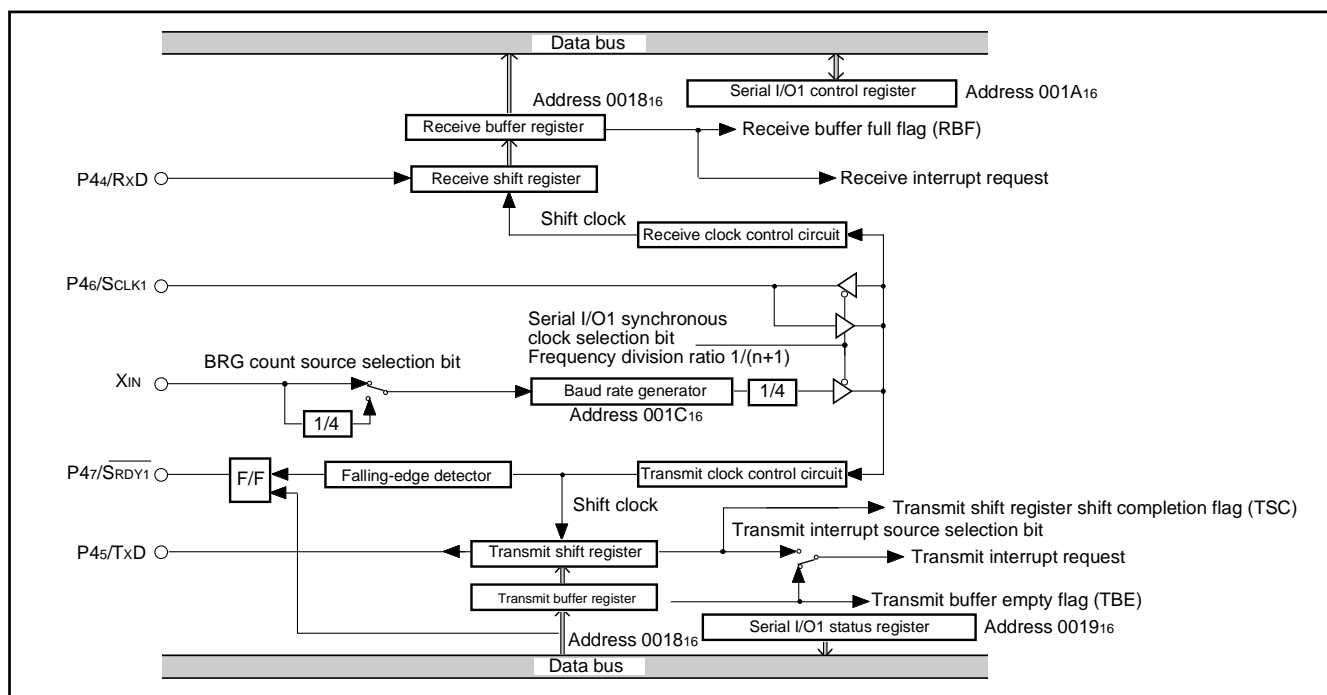 Data bus
Address 001816
Serial I/O1 control register
Address 001A16
Receive buffer register
Receive buffer full flag (RBF)
P44/RXD
Receive shift register
Receive interrupt request
Shift clock
Receive clock control circuit
P46/SCLK1
Serial I/O1 synchronous
clock selection bit
Frequency division ratio 1/(n+1)
BRG count source selection bit
XIN
Baud rate generator
1/4
Address 001C16
1/4
P47/SRDY1
F/F
Falling-edge detector
Transmit clock control circuit
Shift clock
Transmit shift register shift completion flag (TSC)
Transmit interrupt source selection bit
P45/TXD
Transmit shift register
Transmit interrupt request
Transmit buffer register
Transmit buffer empty flag (TBE)
Address 001816
Serial I/O1 status register
Address 001916
Data bus